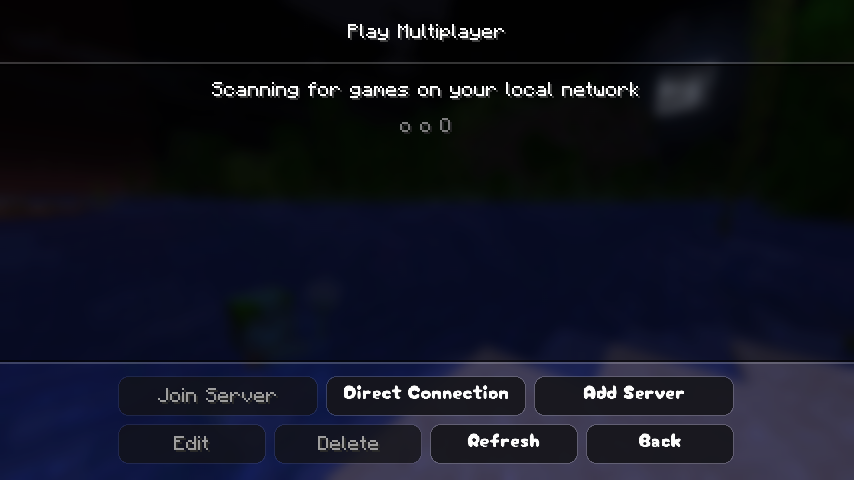 Play Multiplayer
Scanning for games on your local network
o o O
Join Server Direct Connection Add Server
Edit Delete Refresh Back